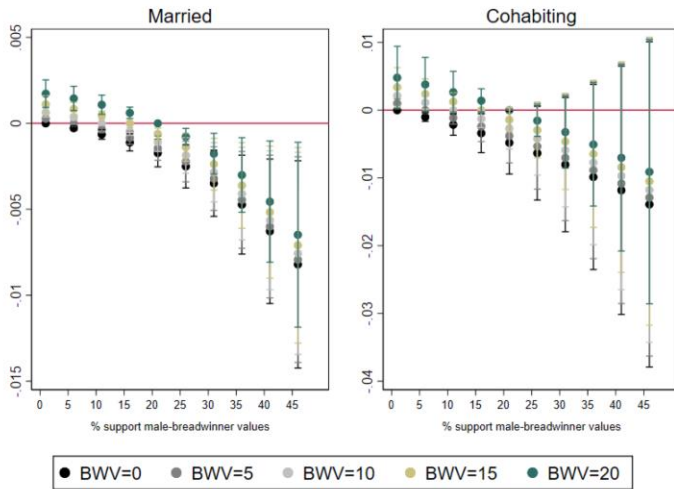 Married
Cohabiting
.005
0
-.005
-.01
-.015
.01
0
-.01
-.02
-.03
-.04
0 5 10 15 20 25 30 35 40 45
0 5 10 15 20 25 30 35 40 45
% support male-breadwinner values
% support male-breadwinner values
BWV=0 BWV=5 BWV=10 BWV=15 BWV=20